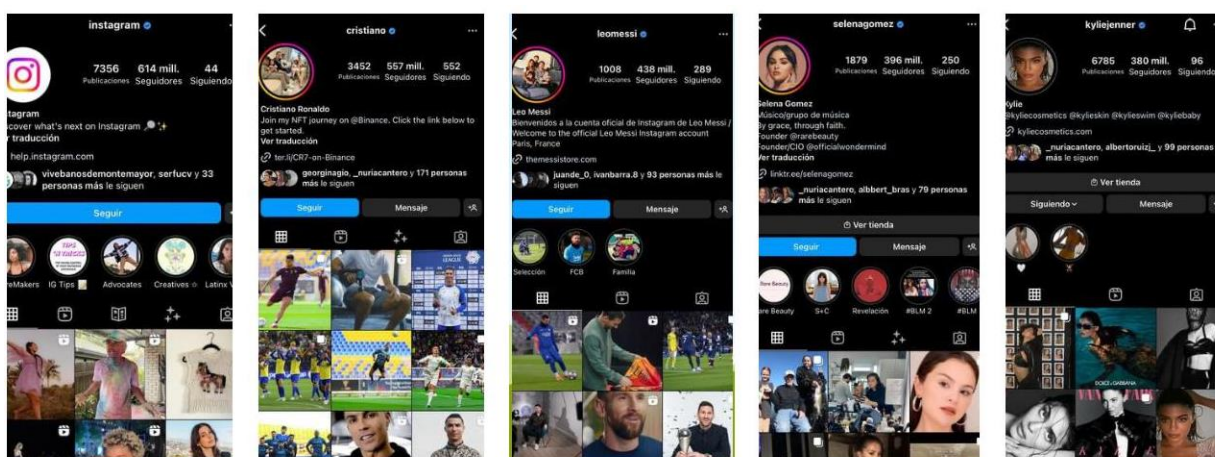 instagram
7356 614 mill. 44
Publicaciones Seguidores Siguiendo
stagram
scover what's next on Instagram
r traducción
help.instagram.com
vivebanosdemontemayor, serfucv y 33
personas más le siguen
Seguir
eMakers IG Tips Advocates Creatives Latinx
TIPS
cristiano
3452 557 mill. 552
Publicaciones Seguidores Siguiendo
Cristiano Ronaldo
Join my NFT journey on @Binance. Click the link below to
get started.
Ver traducción
ter.li/CR7-on-Binance
georginagio, _nuriacantero y 171 personas
más le siguen
Seguir Mensaje
leomessi
1008 438 mill. 289
Publicaciones Seguidores Siguiendo
Leo Messi
Bienvenidos a la cuenta oficial de Instagram de Leo Messi /
Welcome to the official Leo Messi Instagram account
Paris, France
themessistore.com
juande_0, ivanbarra.8 y 93 personas más le
siguen
Seguir Mensaje
Selección FCB Familia
selenagomez
1879 396 mill. 250
Publicaciones Seguidores Siguiendo
Selena Gomez
Músico/grupo de música
By grace, through faith.
Founder @rarebeauty
Founder/CIO @officialwondermind
Ver traducción
linktr.ee/selenagomez
_nuriacantero, albbert_bras y 79 personas
más le siguen
Ver tienda
Seguir Mensaje
Rare Beauty
are Beauty S+C Revelación #BLM 2 #BLM
kyliejenner
6785 380 mill. 96
Publicaciones Seguidores Siguiendo
Kylie
@kyliecosmetics @kylieskin @kylieswim @kyliebaby
kyliecosmetics.com
_nuriacantero, albertoruizj_ y 99 personas
más le siguen
Ver tienda
Siguiendo Mensaje
DOLCE & GABBANA